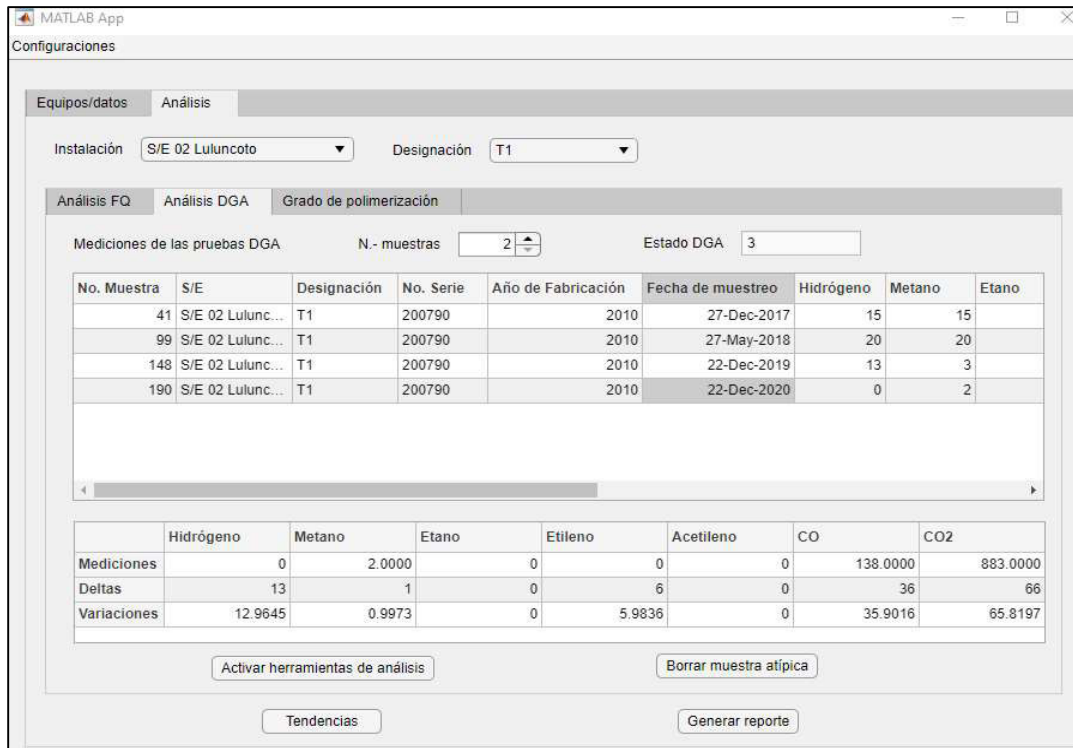 MATLAB App
Configuraciones
Equipos/datos Análisis
Instalación S/E 02 Luluncoto Designación T1
Análisis FQ Análisis DGA Grado de polimerización
Mediciones de las pruebas DGA N.- muestras 2 Estado DGA 3
No. Muestra S/E Designación No. Serie Año de Fabricación Fecha de muestreo Hidrógeno Metano Etano
41 S/E 02 Lulunc... T1 200790 2010 27-Dec-2017 15 15
99 S/E 02 Lulunc... T1 200790 2010 27-May-2018 20 20
148 S/E 02 Lulunc... T1 200790 2010 22-Dec-2019 13 3
190 S/E 02 Lulunc... T1 200790 2010 22-Dec-2020 0 2
Hidrógeno Metano Etano Etileno Acetileno CO CO2
Mediciones 0 2.0000 0 0 0 138.0000 883.0000
Deltas 13 1 0 6 0 36 66
Variaciones 12.9645 0.9973 0 5.9836 0 35.9016 65.8197
Activar herramientas de análisis Borrar muestra atípica
Tendencias Generar reporte